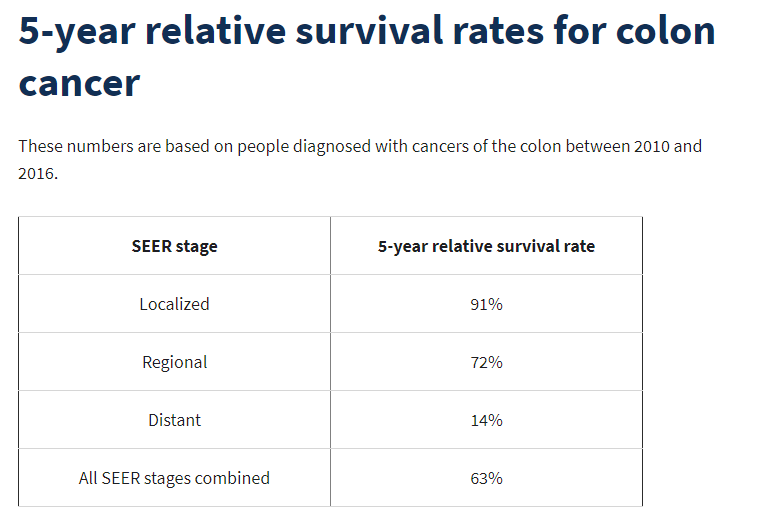 5-year relative survival rates for colon
cancer
These numbers are based on people diagnosed with cancers of the colon between 2010 and
2016.
SEER stage 5-year relative survival rate
Localized 91%
Regional 72%
Distant 14%
All SEER stages combined 63%